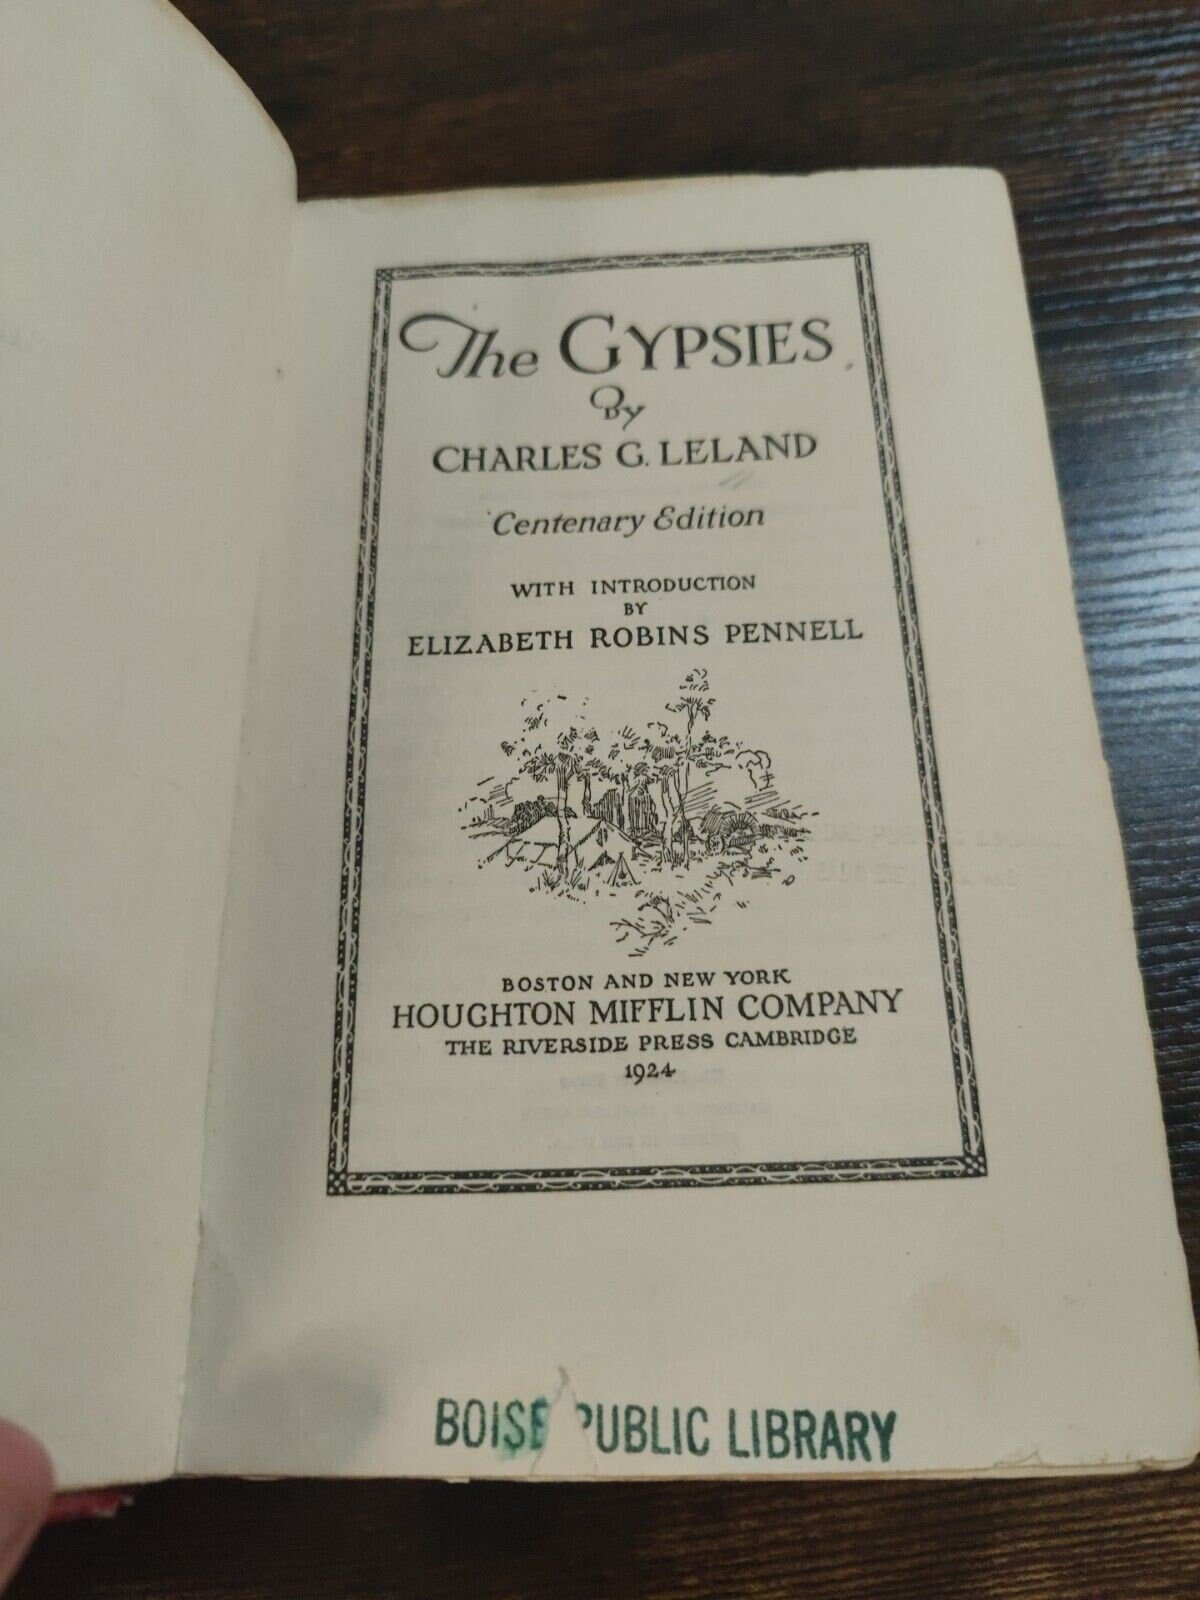 The GYPSIES
By
CHARLES G. LELAND
Centenary Edition
WITH INTRODUCTION
BY
ELIZABETH ROBINS PENNELL
BOSTON AND NEW YORK
HOUGHTON MIFFLIN COMPANY
THE RIVERSIDE PRESS CAMBRIDGE
1924
BOISE PUBLIC LIBRARY